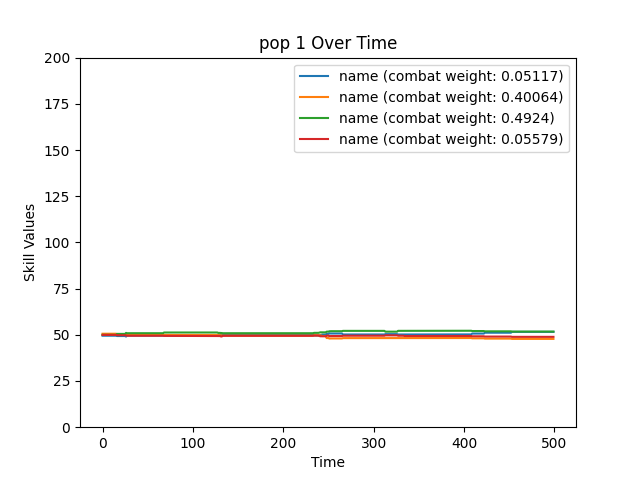 pop 1 Over Time
name (combat weight: 0.05117)
name (combat weight: 0.40064)
name (combat weight: 0.4924)
name (combat weight: 0.05579)
Skill Values
200
175
150
125
100
75
50
25
0
0 100 200 300 400 500
Time